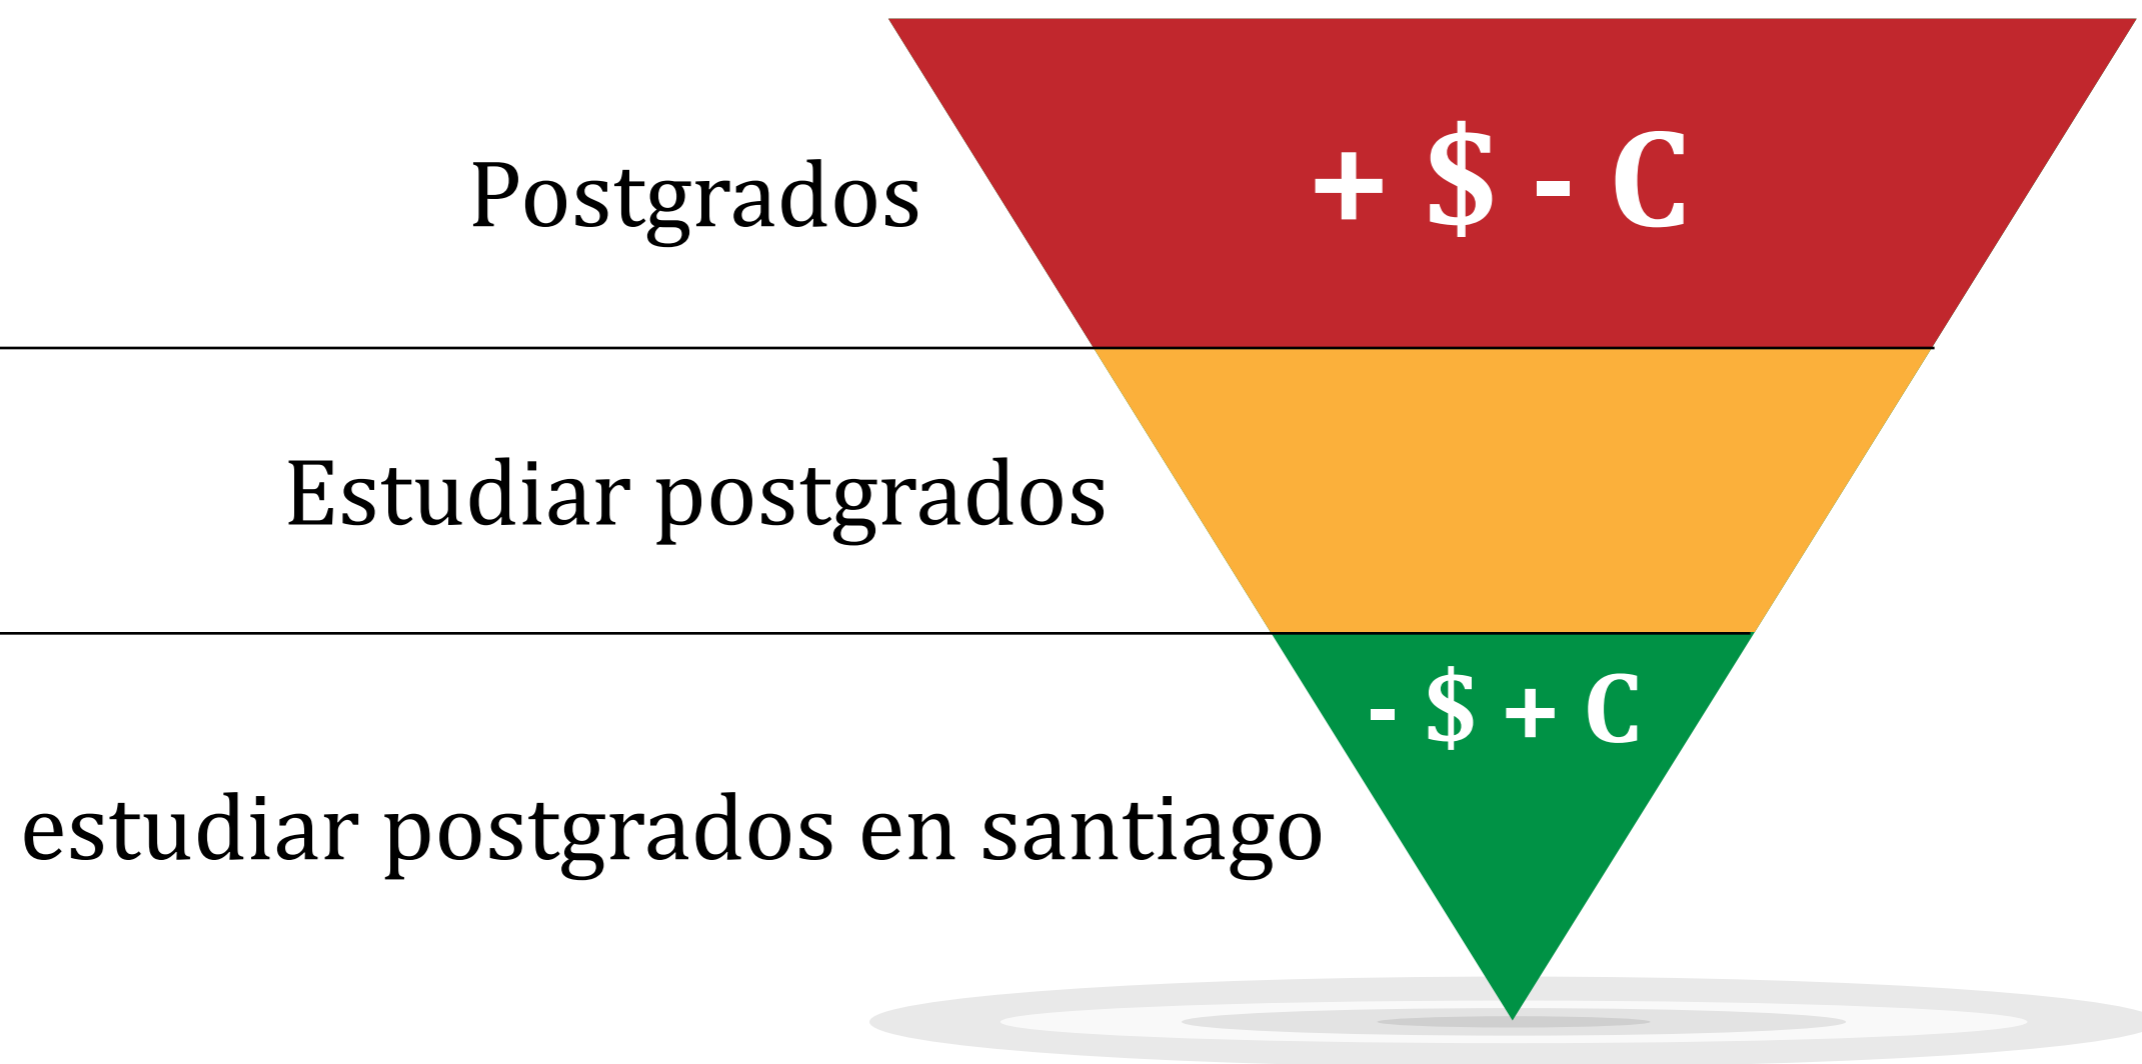 Postgrados
+ $ - C
Estudiar postgrados
- $ + C
estudiar postgrados en santiago